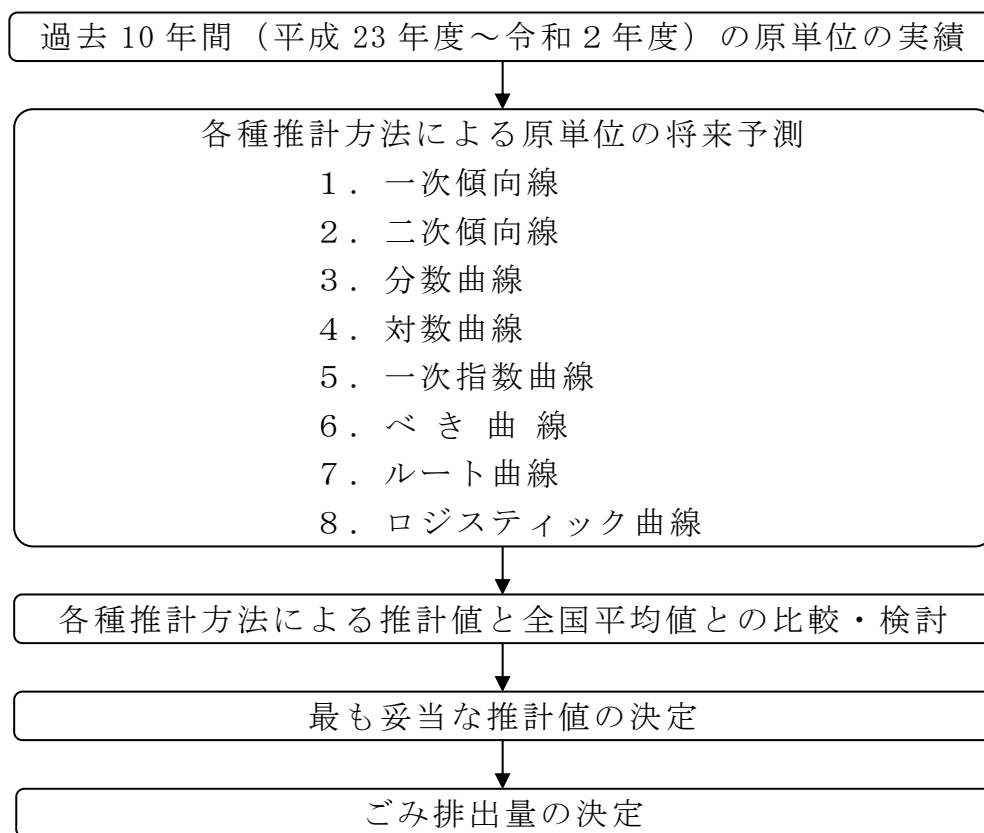 過去 10 年間（平成 23 年度～令和２年度）の原単位の実績
各種推計方法による原単位の将来予測
１．一次傾向線
２．二次傾向線
３．分数曲線
４．対数曲線
５．一次指数曲線
６．べ き 曲 線
７．ルート曲線
８．ロジスティック曲線
各種推計方法による推計値と全国平均値との比較・検討
最も妥当な推計値の決定
ごみ排出量の決定